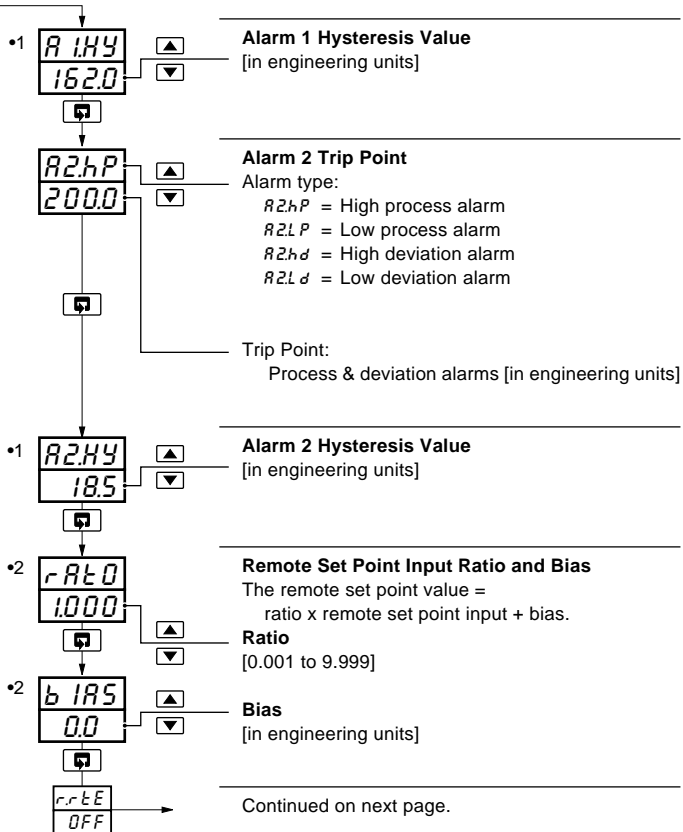 •1
A1.HY
162.0
Alarm 1 Hysteresis Value
[in engineering units]
A2.hP
200.0
Alarm 2 Trip Point
Alarm type:
A2.hP = High process alarm
A2.LP = Low process alarm
A2.hd = High deviation alarm
A2.Ld = Low deviation alarm
Trip Point:
Process & deviation alarms [in engineering units]
•1
A2.HY
18.5
Alarm 2 Hysteresis Value
[in engineering units]
•2
rAtO
1.000
Remote Set Point Input Ratio and Bias
The remote set point value =
ratio x remote set point input + bias.
Ratio
[0.001 to 9.999]
•2
bIAS
0.0
Bias
[in engineering units]
r.rtE
OFF
Continued on next page.